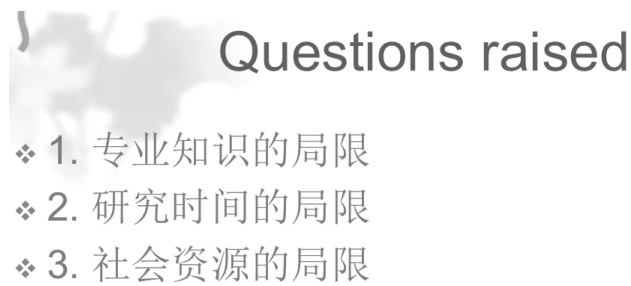 Questions raised
❖ 1. 专业知识的局限
❖ 2. 研究时间的局限
❖ 3. 社会资源的局限